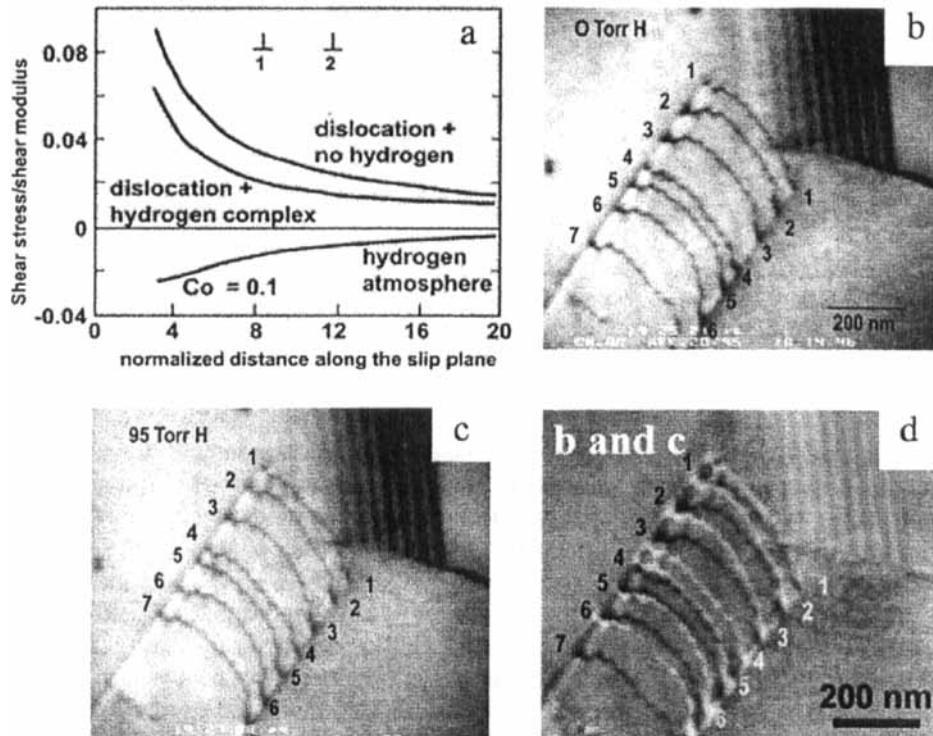 a
0.08
0.04
0
-0.04
Shear stress/shear modulus
1 2
dislocation +
no hydrogen
dislocation +
hydrogen complex
hydrogen
atmosphere
Co = 0.1
0 4 8 12 16 20
normalized distance along the slip plane
b
O Torr H
1
2
3
4
5
6
7
1
2
3
4
5
6
200 nm
c
95 Torr H
1
2
3
4
5
6
7
1
2
3
4
5
6
d
b and c
1
2
3
4
5
6
7
1
2
3
4
5
6
200 nm